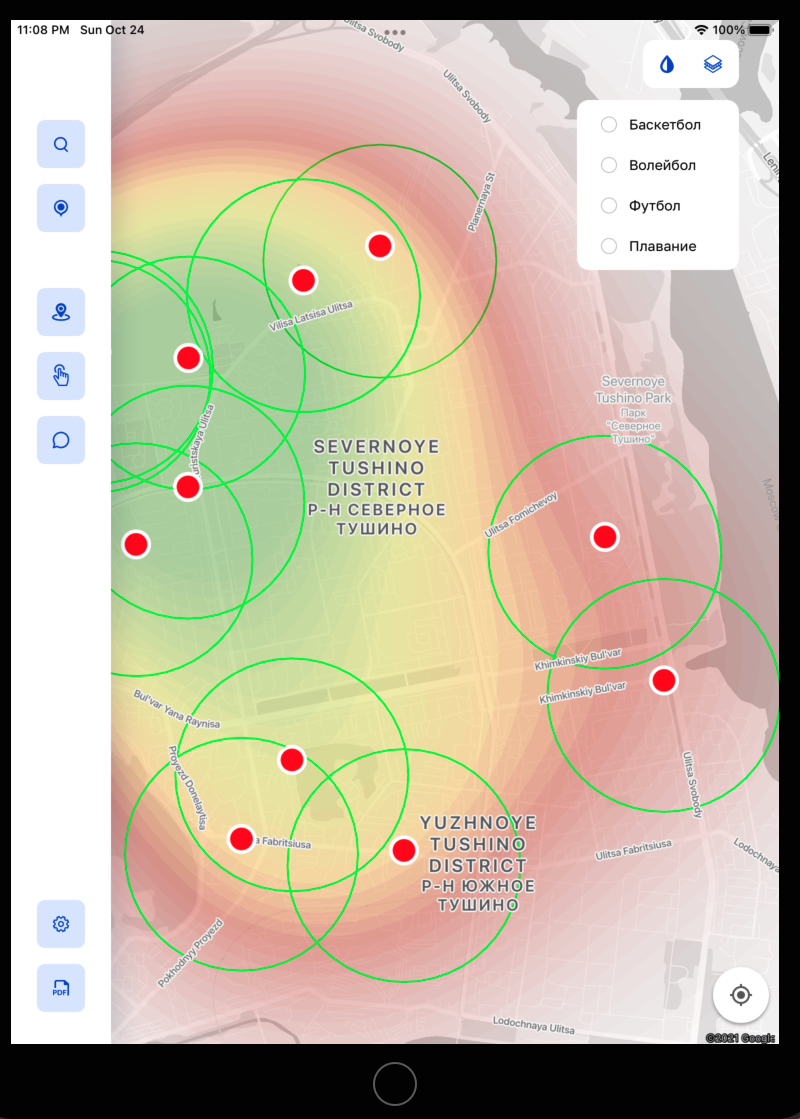 11:08 PM Sun Oct 24
100%
Ulitsa Svobody
Ulitsa Svobody
Баскетбол
Волейбол
Футбол
Плавание
Planernaya St
Vilisa Latsisa Ulitsa
Severnoye
Tushino Park
Парк
"Северное
Тушино"
SEVERNOYE
TUSHINO
DISTRICT
Р-Н СЕВЕРНОЕ
ТУШИНО
Ulitsa Fomichevoy
Khimkinskiy Bul'var
Khimkinskiy Bul'var
Bul'var Yana Raynisa
Proyezd Donelaytisa
Ulitsa Svobody
a Fabritsiusa
YUZHNOYE
TUSHINO
DISTRICT
Р-Н ЮЖНОЕ
ТУШИНО
Ulitsa Fabritsiusa
Lodochnaya
Pokhodnyy Proyezd
PDF
Lodochnaya Ulitsa
©2021 Google